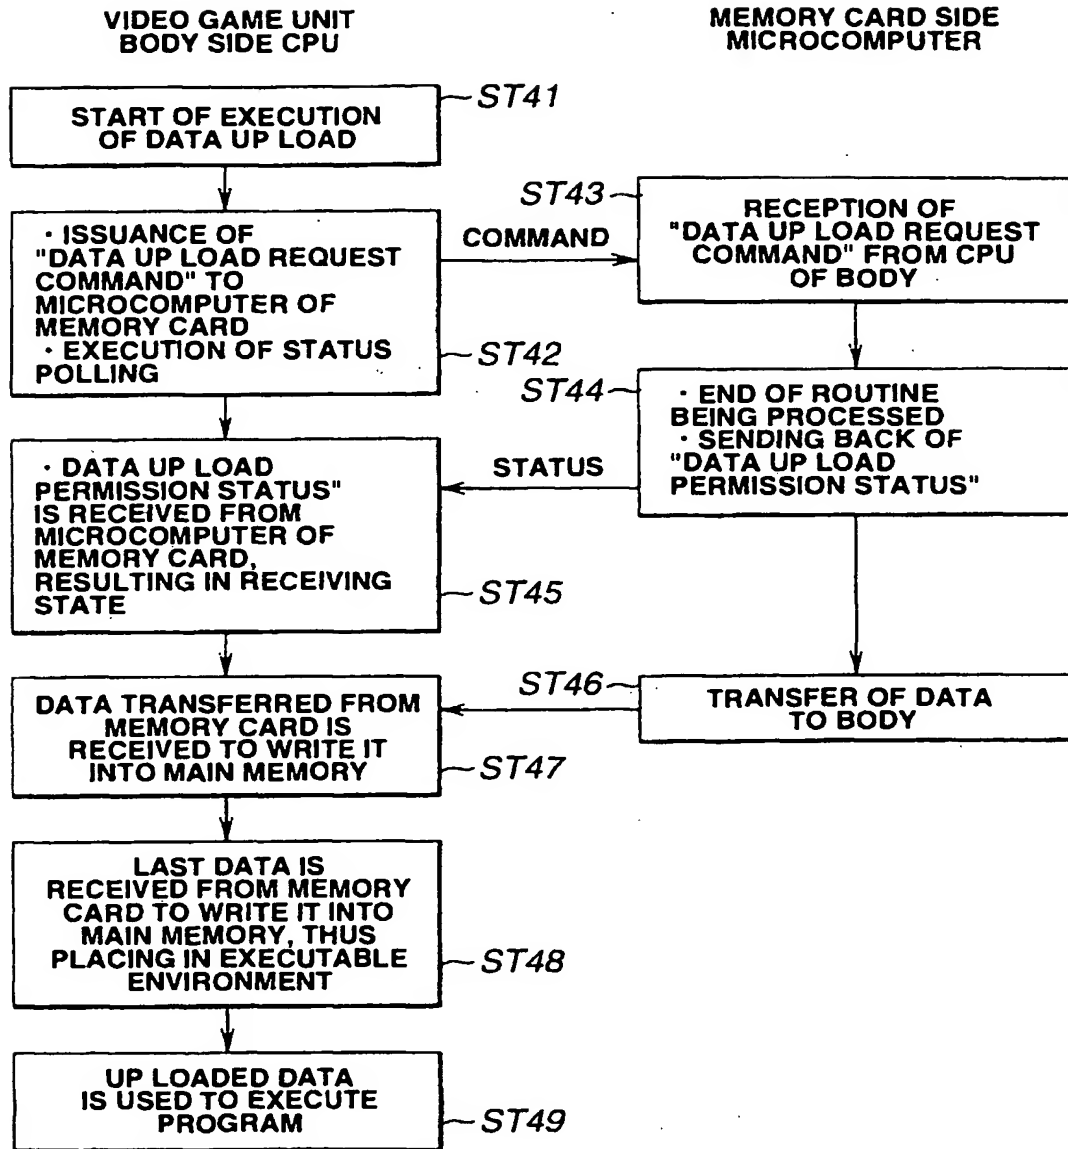 VIDEO GAME UNIT
BODY SIDE CPU
MEMORY CARD SIDE
MICROCOMPUTER
ST41
START OF EXECUTION
OF DATA UP LOAD
· ISSUANCE OF
"DATA UP LOAD REQUEST
COMMAND" TO
MICROCOMPUTER OF
MEMORY CARD
· EXECUTION OF STATUS
POLLING
ST42
COMMAND
ST43
RECEPTION OF
"DATA UP LOAD REQUEST
COMMAND" FROM CPU
OF BODY
ST44
· END OF ROUTINE
BEING PROCESSED
· SENDING BACK OF
"DATA UP LOAD
PERMISSION STATUS"
STATUS
· DATA UP LOAD
PERMISSION STATUS"
IS RECEIVED FROM
MICROCOMPUTER OF
MEMORY CARD,
RESULTING IN RECEIVING
STATE
ST45
ST46
TRANSFER OF DATA
TO BODY
DATA TRANSFERRED FROM
MEMORY CARD IS
RECEIVED TO WRITE IT
INTO MAIN MEMORY
ST47
LAST DATA IS
RECEIVED FROM MEMORY
CARD TO WRITE IT INTO
MAIN MEMORY, THUS
PLACING IN EXECUTABLE
ENVIRONMENT
ST48
UP LOADED DATA
IS USED TO EXECUTE
PROGRAM
ST49